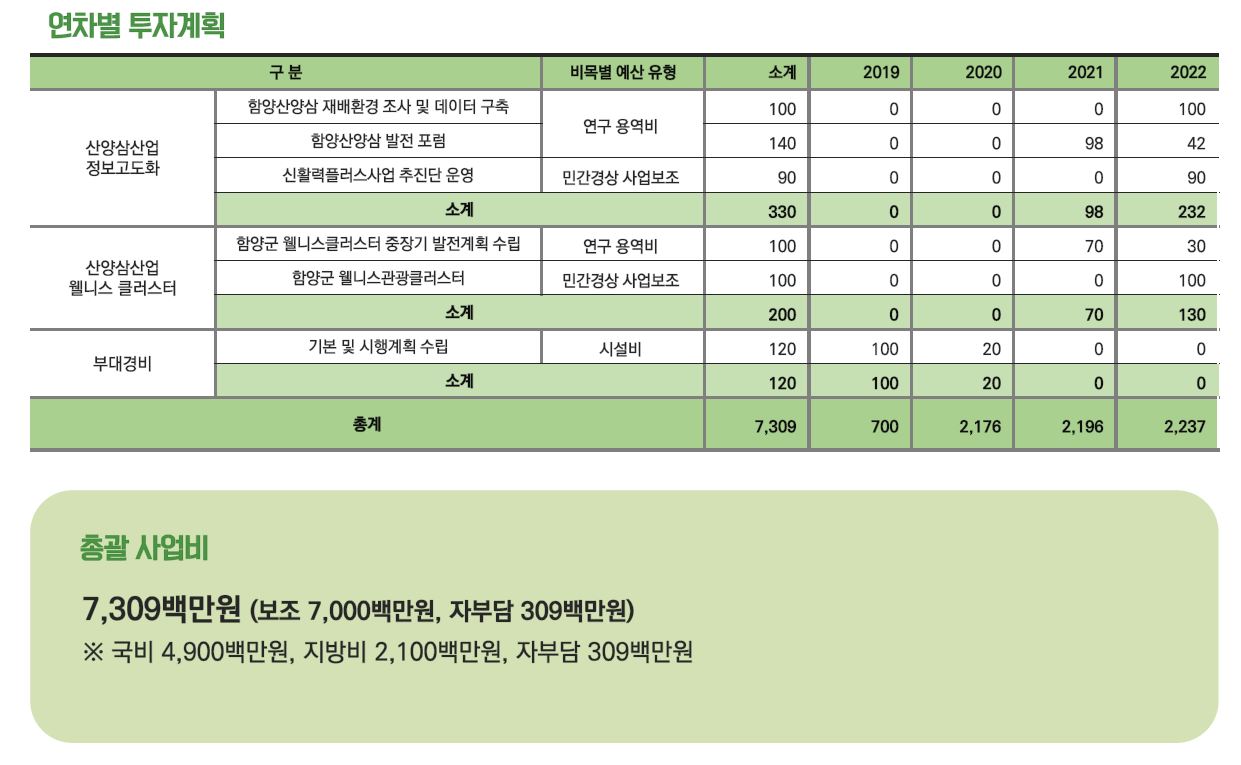 연차별 투자계획
구 분 비목별 예산 유형 소계 2019 2020 2021 2022
산양삼산업
정보고도화
함양산양삼 재배환경 조사 및 데이터 구축 연구 용역비 100 0 0 0 100
함양산양삼 발전 포럼 140 0 0 98 42
신활력플러스사업 추진단 운영 민간경상 사업보조 90 0 0 0 90
소계 330 0 0 98 232
산양삼산업
웰니스 클러스터
함양군 웰니스클러스터 중장기 발전계획 수립 연구 용역비 100 0 0 70 30
함양군 웰니스관광클러스터 민간경상 사업보조 100 0 0 0 100
소계 200 0 0 70 130
부대경비
기본 및 시행계획 수립 시설비 120 100 20 0 0
소계 120 100 20 0 0
총계 7,309 700 2,176 2,196 2,237
총괄 사업비
7,309백만원 (보조 7,000백만원, 자부담 309백만원)
※ 국비 4,900백만원, 지방비 2,100백만원, 자부담 309백만원